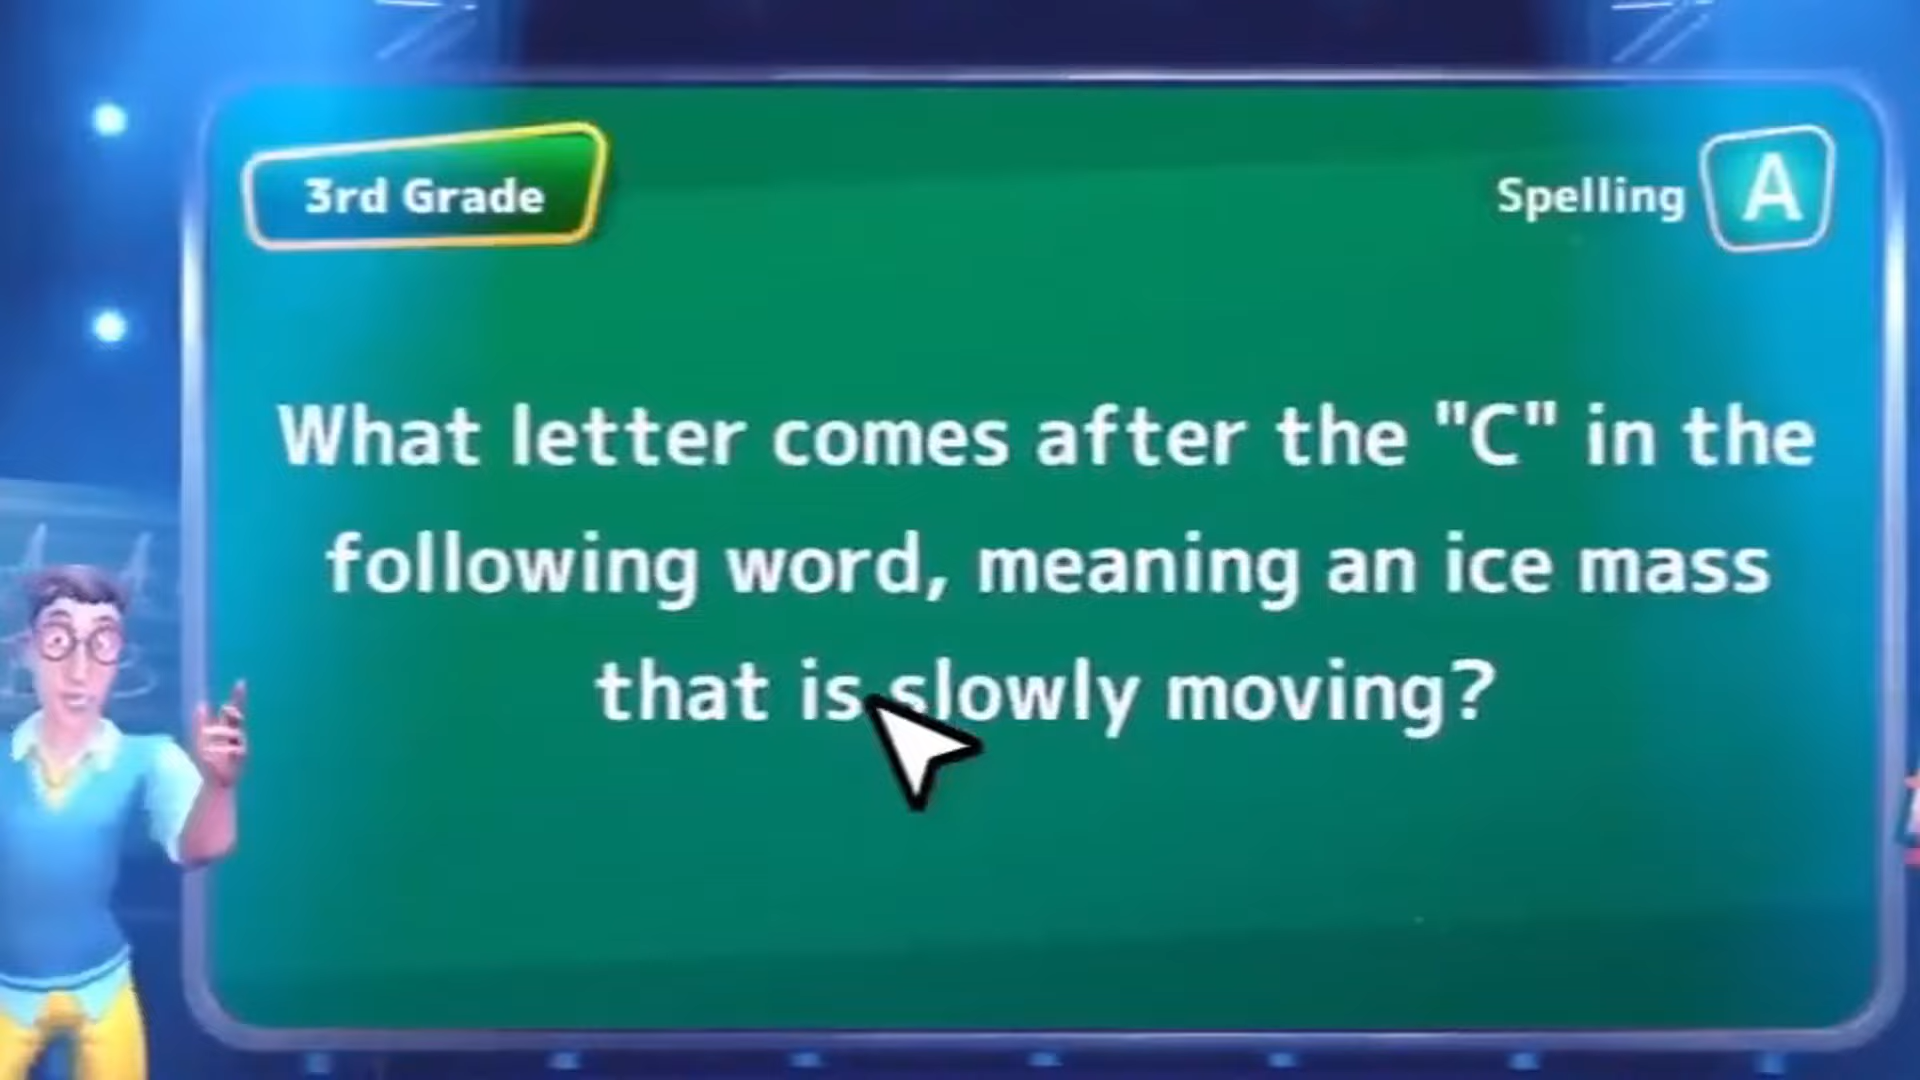 3rd Grade
Spelling A
What letter comes after the "C" in the
following word, meaning an ice mass
that is slowly moving?